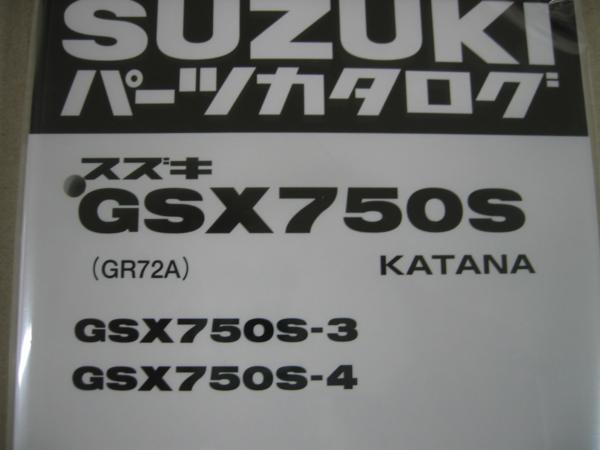 SUZUKI
パーツカタログ
スズキ
GSX750S
(GR72A) KATANA
GSX750S-3
GSX750S-4